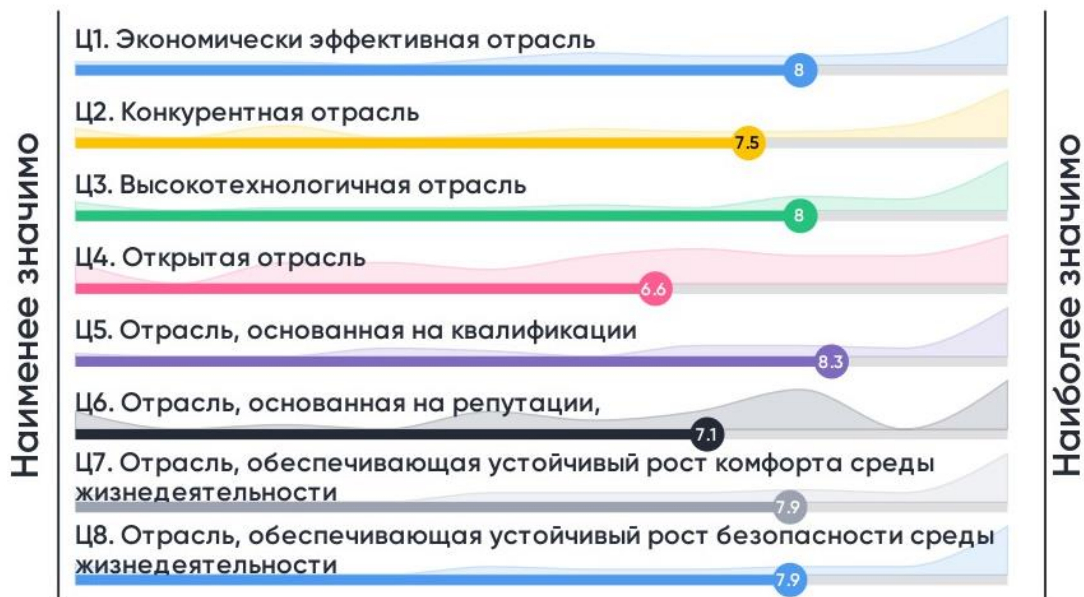 Наименее значимо
Ц1. Экономически эффективная отрасль
8
Ц2. Конкурентная отрасль
7.5
Ц3. Высокотехнологичная отрасль
8
Ц4. Открытая отрасль
6.6
Ц5. Отрасль, основанная на квалификации
8.3
Ц6. Отрасль, основанная на репутации,
7.1
Ц7. Отрасль, обеспечивающая устойчивый рост комфорта среды
жизнедеятельности
7.9
Ц8. Отрасль, обеспечивающая устойчивый рост безопасности среды
жизнедеятельности
7.9
Наиболее значимо